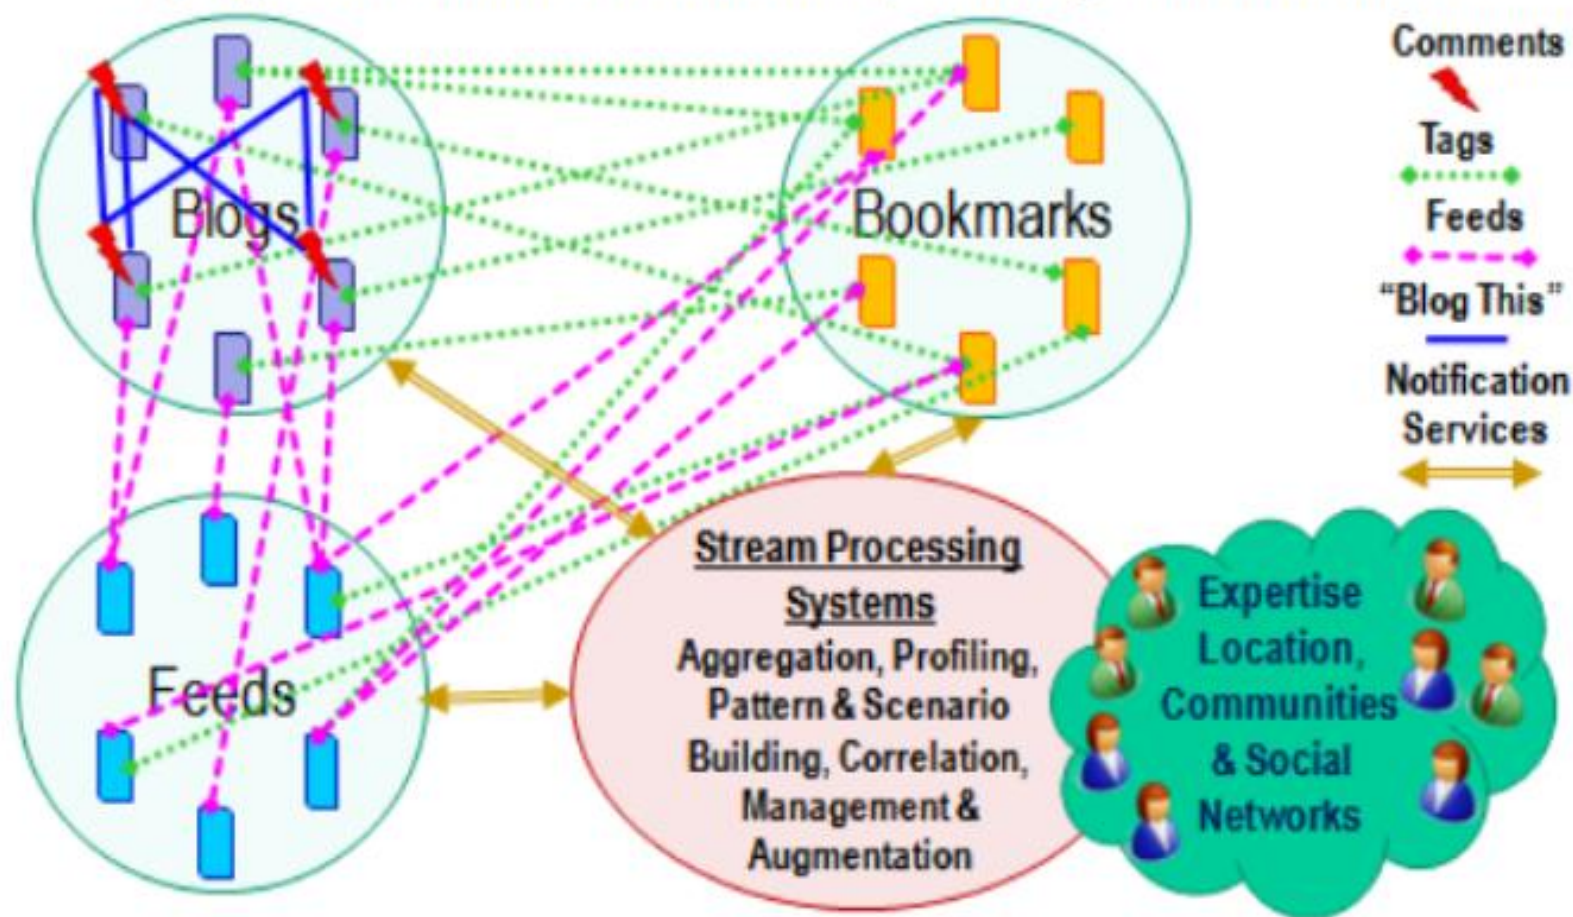 Blogs
Bookmarks
Feeds
Comments
Tags
Feeds
“Blog This”
Notification
Services
Stream Processing
Systems
Aggregation, Profiling,
Pattern & Scenario
Building, Correlation,
Management &
Augmentation
Expertise
Location,
Communities
& Social
Networks